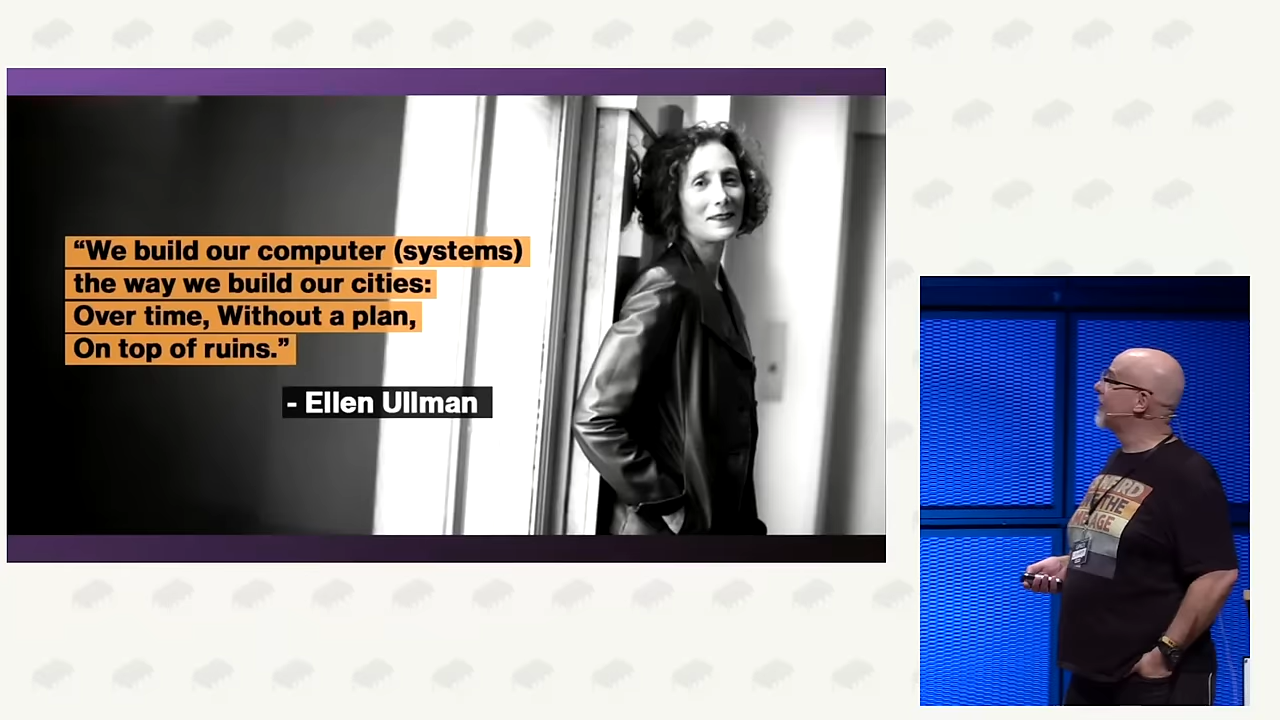 “We build our computer (systems)
the way we build our cities:
Over time, Without a plan,
On top of ruins.”
- Ellen Ullman
THE